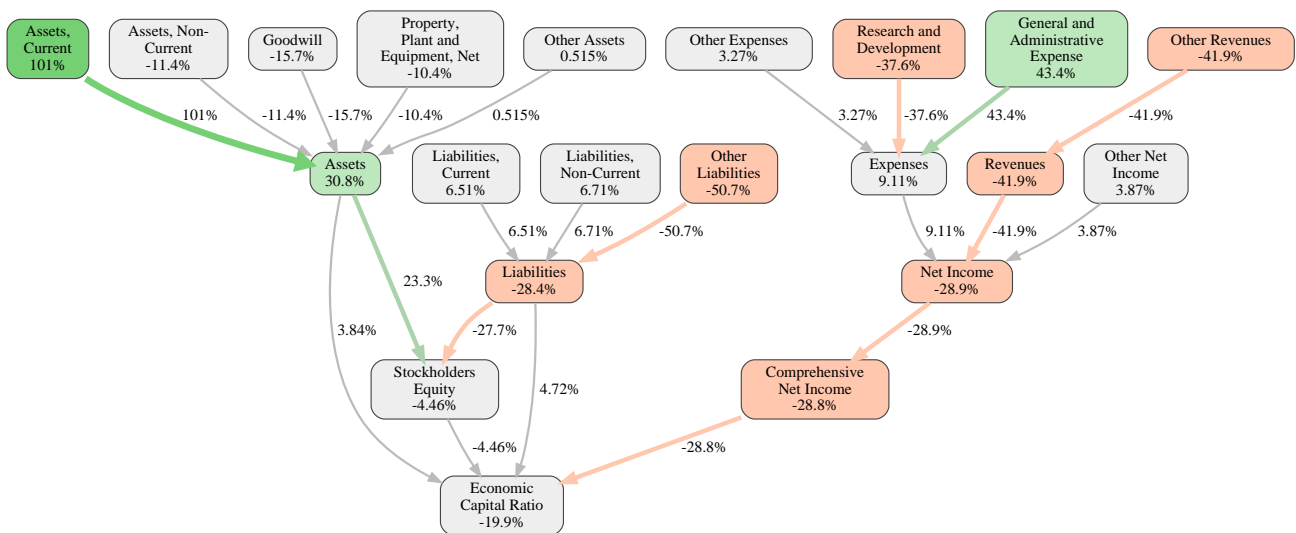 Assets,
Current
101%
Assets, Non-
Current
-11.4%
Goodwill
-15.7%
Property,
Plant and
Equipment, Net
-10.4%
Other Assets
0.515%
Other Expenses
3.27%
Research and
Development
-37.6%
General and
Administrative
Expense
43.4%
Other Revenues
-41.9%
101%
-11.4%
-15.7%
-10.4%
0.515%
3.27%
-37.6%
43.4%
-41.9%
Assets
30.8%
Liabilities,
Current
6.51%
Liabilities,
Non-Current
6.71%
Other
Liabilities
-50.7%
Expenses
9.11%
Revenues
-41.9%
Other Net
Income
3.87%
6.51%
6.71%
-50.7%
9.11%
-41.9%
3.87%
Liabilities
-28.4%
Net Income
-28.9%
23.3%
3.84%
-27.7%
-28.9%
Stockholders
Equity
-4.46%
4.72%
Comprehensive
Net Income
-28.8%
-4.46%
-28.8%
Economic
Capital Ratio
-19.9%